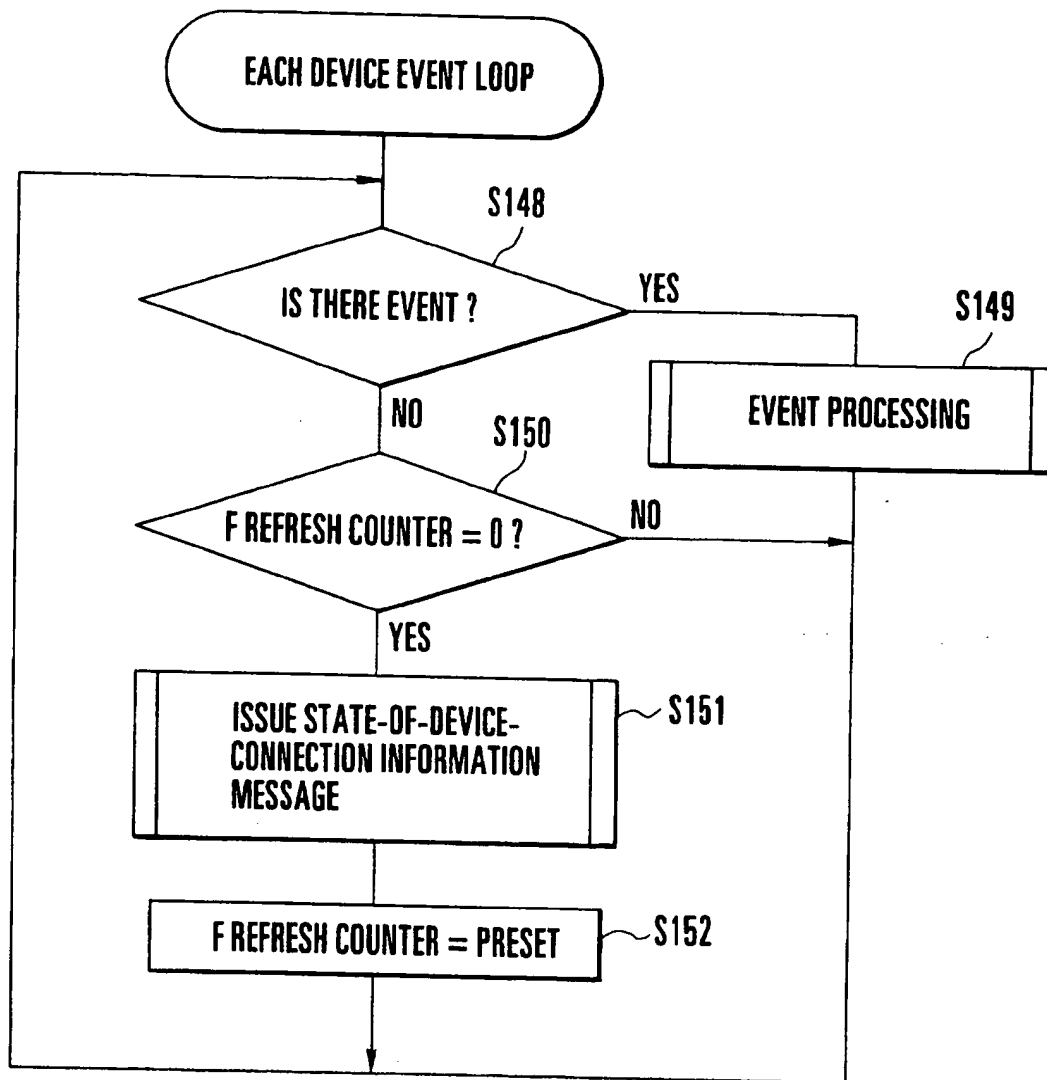 EACH DEVICE EVENT LOOP
S148
IS THERE EVENT ?
YES
S149
EVENT PROCESSING
NO
S150
F REFRESH COUNTER = 0 ?
NO
YES
ISSUE STATE-OF-DEVICE-
CONNECTION INFORMATION
MESSAGE
S151
F REFRESH COUNTER = PRESET
S152